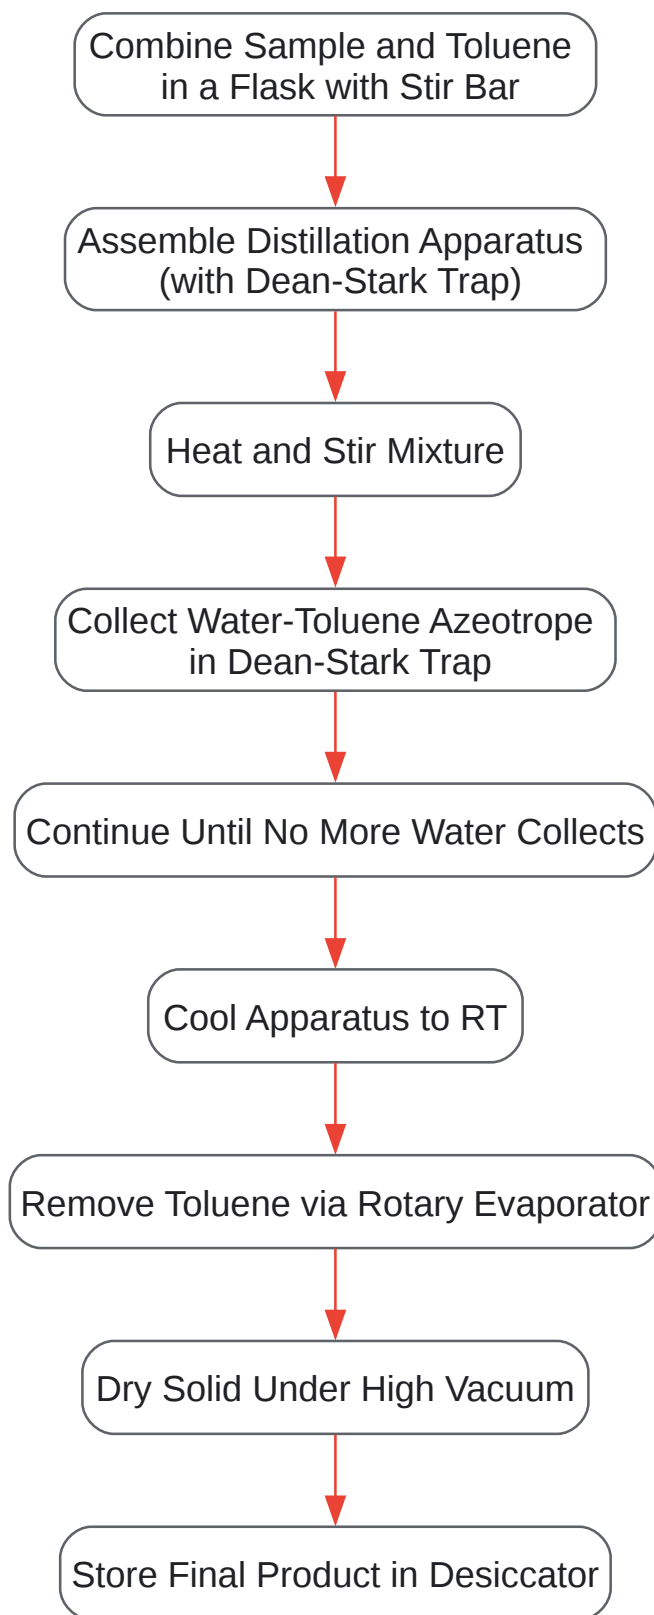 Combine Sample and Toluene
in a Flask with Stir Bar
Assemble Distillation Apparatus
(with Dean-Stark Trap)
Heat and Stir Mixture
Collect Water-Toluene Azeotrope
in Dean-Stark Trap
Continue Until No More Water Collects
Cool Apparatus to RT
Remove Toluene via Rotary Evaporator
Dry Solid Under High Vacuum
Store Final Product in Desiccator